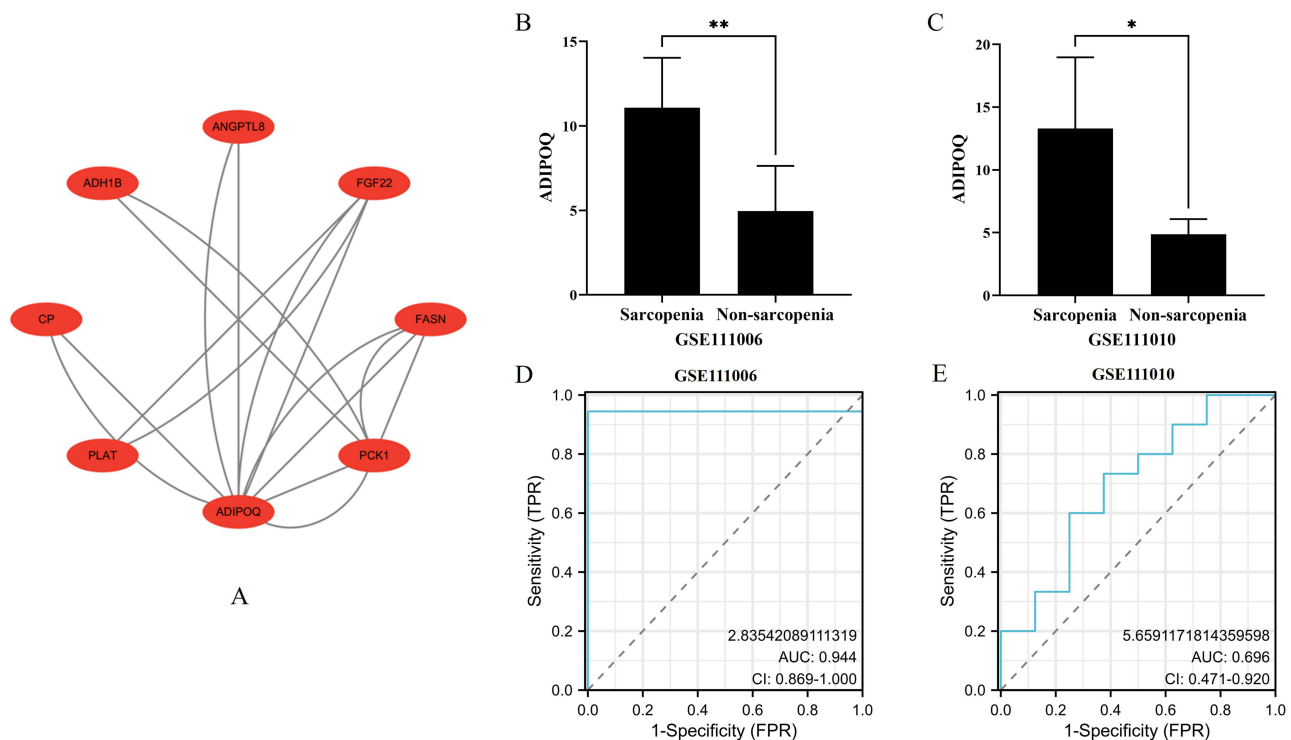 ANGPTL8
ADH1B
FGF22
CP
FASN
PLAT
PCK1
ADIPOQ
A
B
**
15
10
5
0
ADIPOQ
Sarcopenia Non-sarcopenia
GSE111006
C
*
20
15
10
5
0
ADIPOQ
Sarcopenia Non-sarcopenia
GSE111010
D
GSE111006
1.0
0.8
0.6
0.4
0.2
0.0
Sensitivity (TPR)
2.83542089111319
AUC: 0.944
CI: 0.869-1.000
0.0 0.2 0.4 0.6 0.8 1.0
1-Specificity (FPR)
E
GSE111010
1.0
0.8
0.6
0.4
0.2
0.0
Sensitivity (TPR)
5.6591171814359598
AUC: 0.696
CI: 0.471-0.920
0.0 0.2 0.4 0.6 0.8 1.0
1-Specificity (FPR)